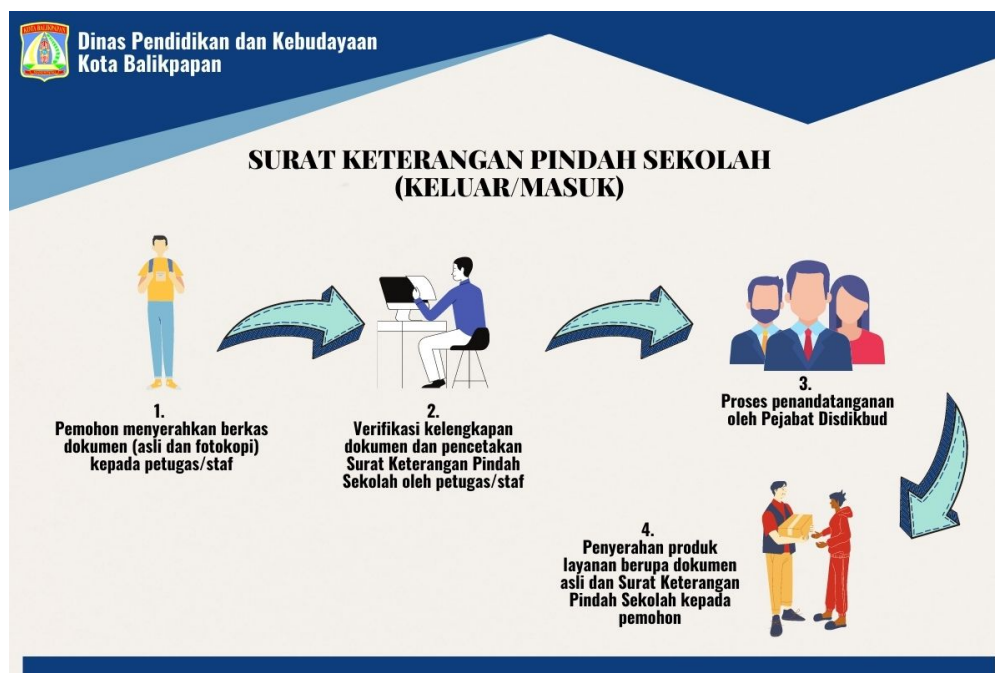 Dinas Pendidikan dan Kebudayaan
Kota Balikpapan
SURAT KETERANGAN PINDAH SEKOLAH
(KELUAR/MASUK)
1.
Pemohon menyerahkan berkas
dokumen (asli dan fotokopi)
kepada petugas/staf
2.
Verifikasi kelengkapan
dokumen dan pencetakan
Surat Keterangan Pindah
Sekolah oleh petugas/staf
3.
Proses penandatanganan
oleh Pejabat Disdikbud
4.
Penyerahan produk
layanan berupa dokumen
asli dan Surat Keterangan
Pindah Sekolah kepada
pemohon